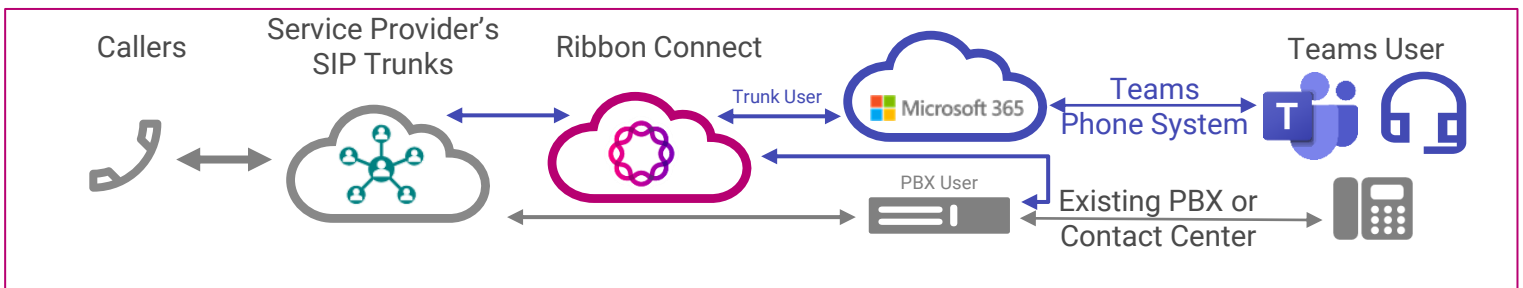 Callers
Service Provider's
SIP Trunks
Ribbon Connect
Trunk User
Microsoft 365
Teams
Phone System
Teams User
T
PBX User
Existing PBX or
Contact Center